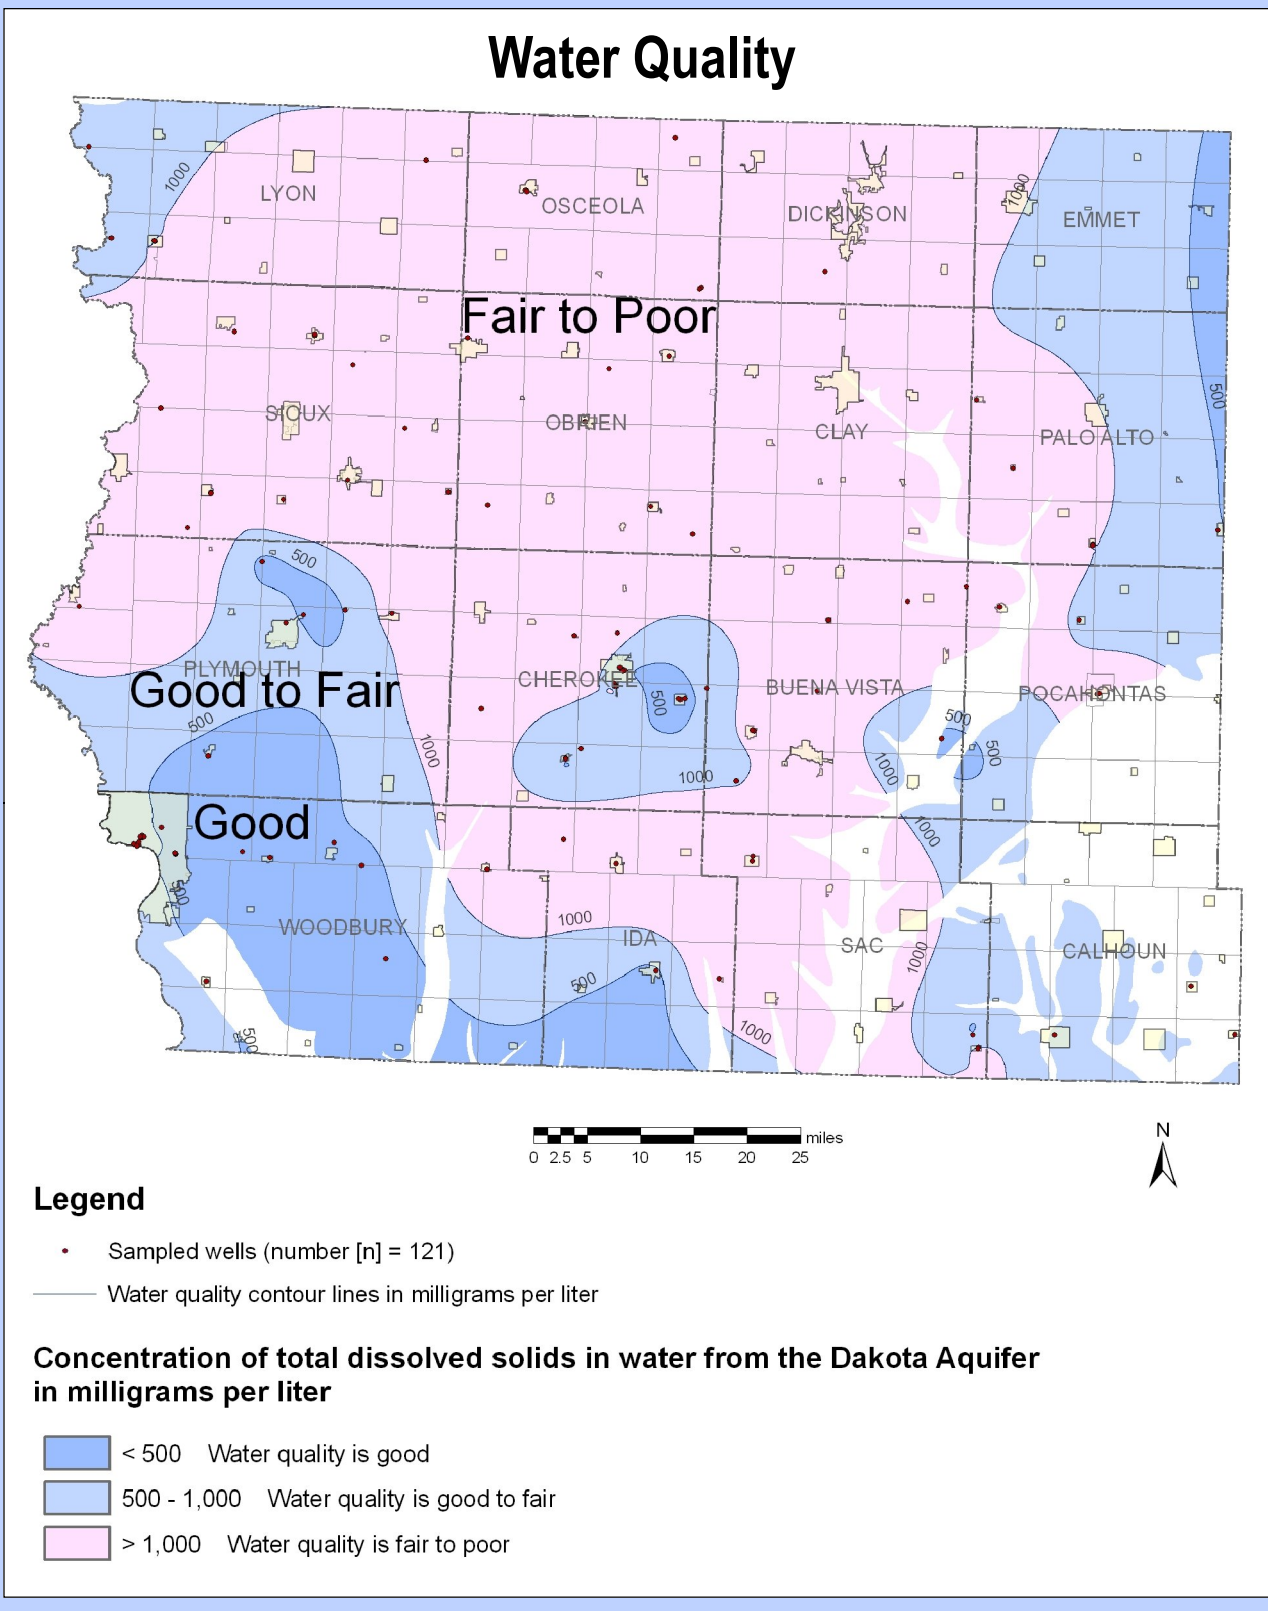 Water Quality
1000
LYON
OSCEOLA
DICKINSON
1000
EMMET
Fair to Poor
500
SIOUX
OBRIEN
CLAY
PALO ALTO
500
PLYMOUTH
Good to Fair
CHEROKEE
500
BUENA VISTA
POCAHONTAS
500
500
500
1000
1000
1000
Good
1000
500
WOODBURY
1000
IDA
SAC
1000
CALHOUN
500
500
1000
N
miles
0 2.5 5 10 15 20 25
Legend
Sampled wells (number [n] = 121)
Water quality contour lines in milligrams per liter
Concentration of total dissolved solids in water from the Dakota Aquifer
in milligrams per liter
< 500 Water quality is good
500 - 1,000 Water quality is good to fair
> 1,000 Water quality is fair to poor